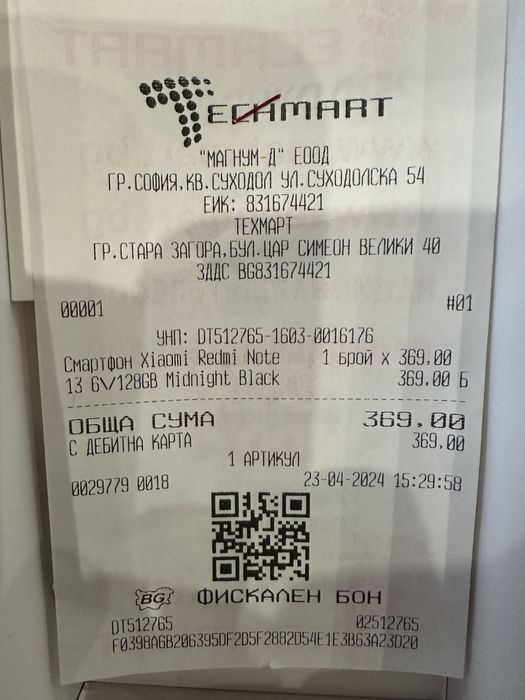 TECHMART
"МАГНУМ-Д" ЕООД
ГР.СОФИЯ,КВ.СУХОДОЛ УЛ.СУХОДОЛСКА 54
ЕИК: 831674421
ТЕХМАРТ
ГР.СТАРА ЗАГОРА,БУЛ.ЦАР СИМЕОН ВЕЛИКИ 40
ЗДДС BG831674421
00001 #01
УНП: DT512765-1603-0016176
Смартфон Xiaomi Redmi Note 1 брой x 369.00
13 6\/128GB Midnight Black 369.00 Б
ОБЩА СУМА 369.00
С ДЕБИТНА КАРТА 369.00
1 АРТИКУЛ
0029779 0018 23-04-2024 15:29:58
BG ФИСКАЛЕН БОН
DT512765 02512765
F0398A6B206395DF2D5F2882D54E1E3B63A23D20